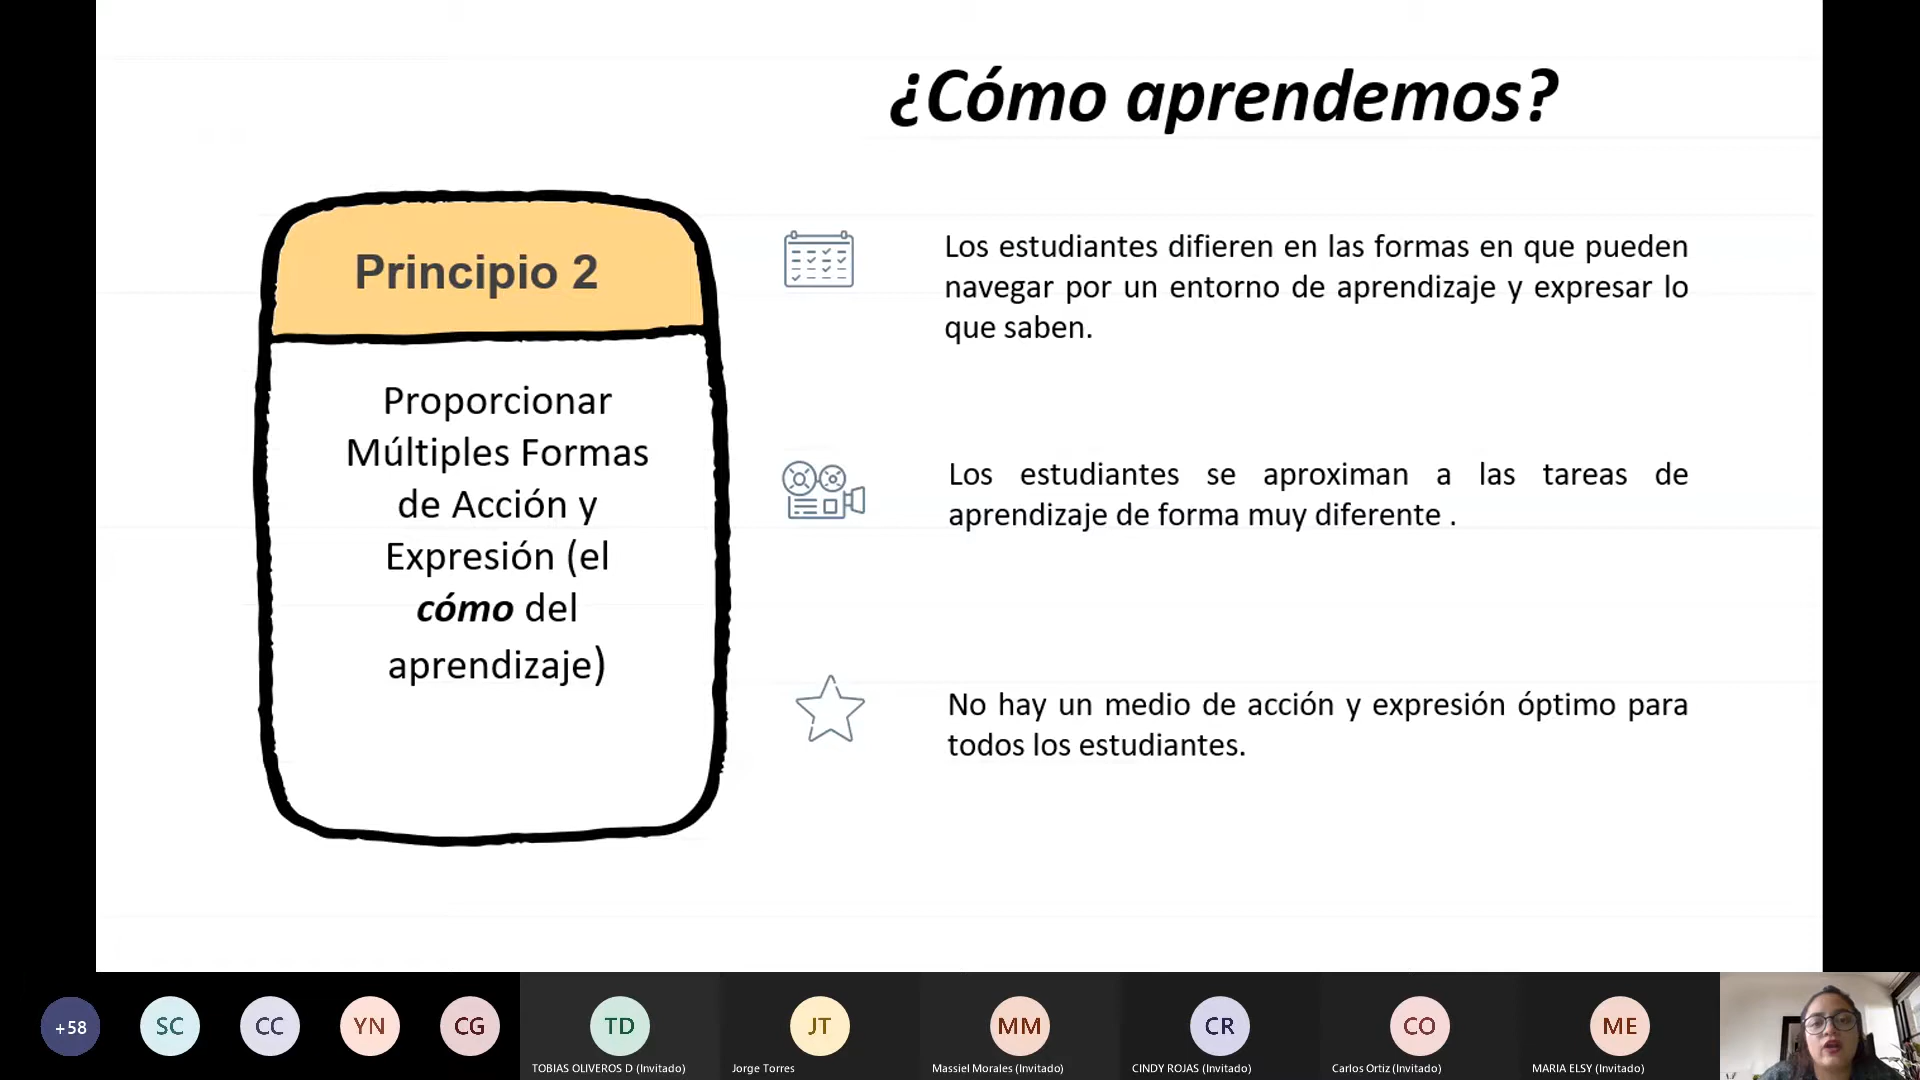 ¿Cómo aprendemos?
Principio 2
Proporcionar
Múltiples Formas
de Acción y
Expresión (el
cómo del
aprendizaje)
Los estudiantes difieren en las formas en que pueden
navegar por un entorno de aprendizaje y expresar lo
que saben.
Los estudiantes se aproximan a las tareas de
aprendizaje de forma muy diferente .
No hay un medio de acción y expresión óptimo para
todos los estudiantes.
+58
SC
CC
YN
CG
TD
JT
MM
CR
CO
ME
TOBIAS OLIVEROS D (Invitado)
Jorge Torres
Massiel Morales (Invitado)
CINDY ROJAS (Invitado)
Carlos Ortiz (Invitado)
MARIA ELSY (Invitado)